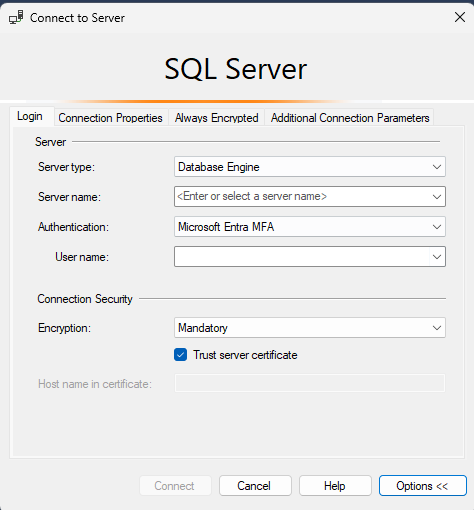 Connect to Server
SQL Server
Login Connection Properties Always Encrypted Additional Connection Parameters
Server
Server type: Database Engine
Server name: <Enter or select a server name>
Authentication: Microsoft Entra MFA
User name:
Connection Security
Encryption: Mandatory
Trust server certificate
Host name in certificate:
Connect Cancel Help Options <<